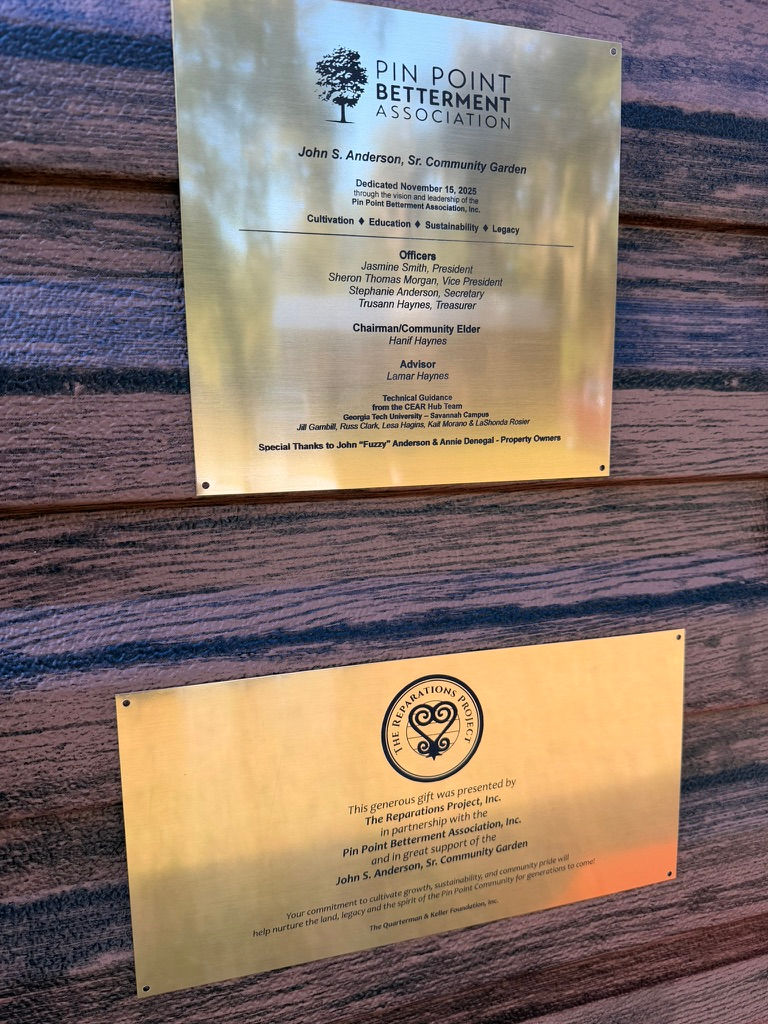 PIN POINT
BETTERMENT
ASSOCIATION
John S. Anderson, Sr. Community Garden
Dedicated November 15, 2025
through the vision and leadership of the
Pin Point Betterment Association, Inc.
Cultivation ♦ Education ♦ Sustainability ♦ Legacy
Officers
Jasmine Smith, President
Sheron Thomas Morgan, Vice President
Stephanie Anderson, Secretary
Trusann Haynes, Treasurer
Chairman/Community Elder
Hanif Haynes
Advisor
Lamar Haynes
Technical Guidance
from the CEAR Hub Team
Georgia Tech University – Savannah Campus
Jill Gambill, Russ Clark, Lesa Hagins, Kait Morano & LaShonda Rosier
Special Thanks to John "Fuzzy" Anderson & Annie Denegal - Property Owners
THE REPARATIONS PROJECT
This generous gift was presented by
The Reparations Project, Inc.
in partnership with the
Pin Point Betterment Association, Inc.
and in great support of the
John S. Anderson, Sr. Community Garden
Your commitment to cultivate growth, sustainability, and community pride will
help nurture the land, legacy and the spirit of the Pin Point Community for generations to come!
The Quarterman & Keller Foundation, Inc.